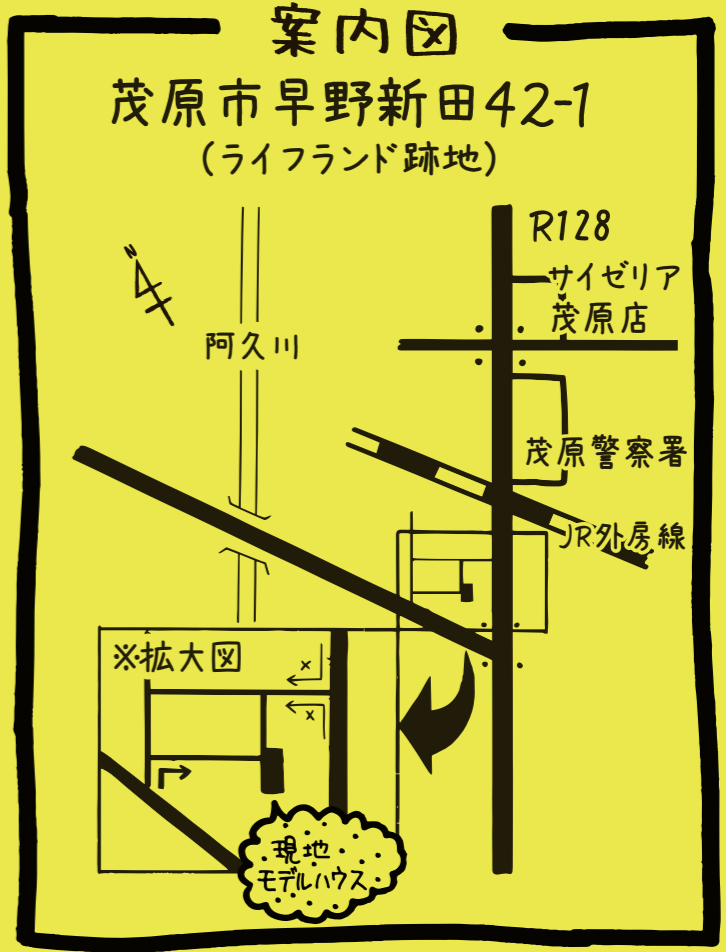 案内図
茂原市早野新田42-1
(ライフランド跡地)
N
R128
サイゼリア
茂原店
阿久川
茂原警察署
JR外房線
※拡大図
x
x
現地
モデルハウス